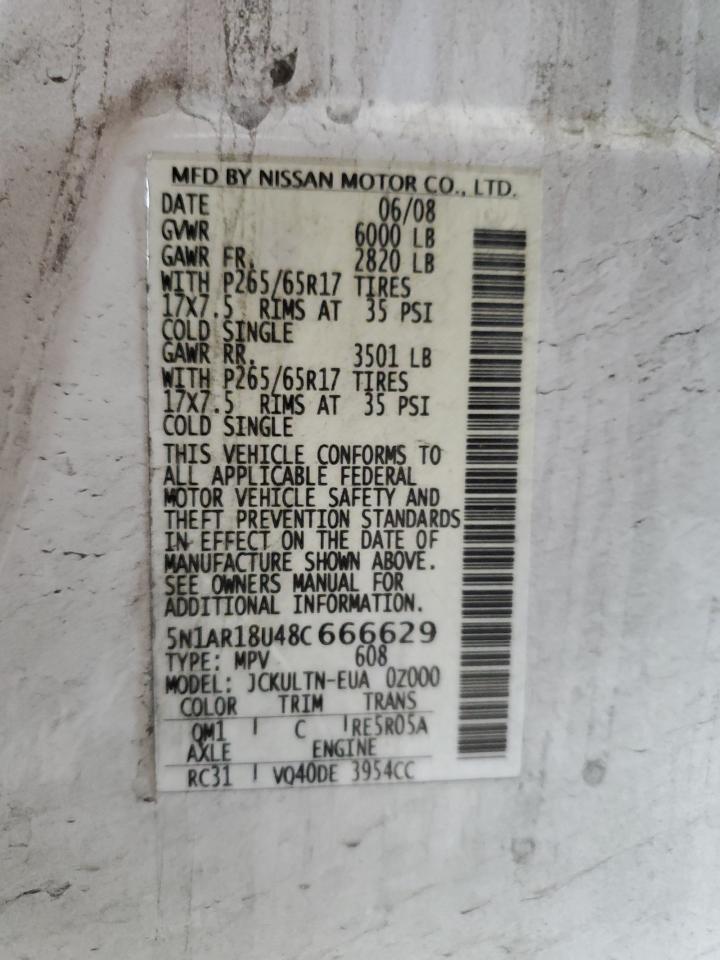 MFD BY NISSAN MOTOR CO., LTD.
DATE 06/08
GVWR 6000 LB
GAWR FR. 2820 LB
WITH P265/65R17 TIRES
17X7.5 RIMS AT 35 PSI
COLD SINGLE
GAWR RR. 3501 LB
WITH P265/65R17 TIRES
17X7.5 RIMS AT 35 PSI
COLD SINGLE
THIS VEHICLE CONFORMS TO
ALL APPLICABLE FEDERAL
MOTOR VEHICLE SAFETY AND
THEFT PREVENTION STANDARDS
IN EFFECT ON THE DATE OF
MANUFACTURE SHOWN ABOVE.
SEE OWNERS MANUAL FOR
ADDITIONAL INFORMATION.
5N1AR18U48C666629
TYPE: MPV 608
MODEL: JCKULTN-EUA 0Z000
COLOR TRIM TRANS
QM1 C RE5R05A
AXLE ENGINE
RC31 VQ40DE 3954CC